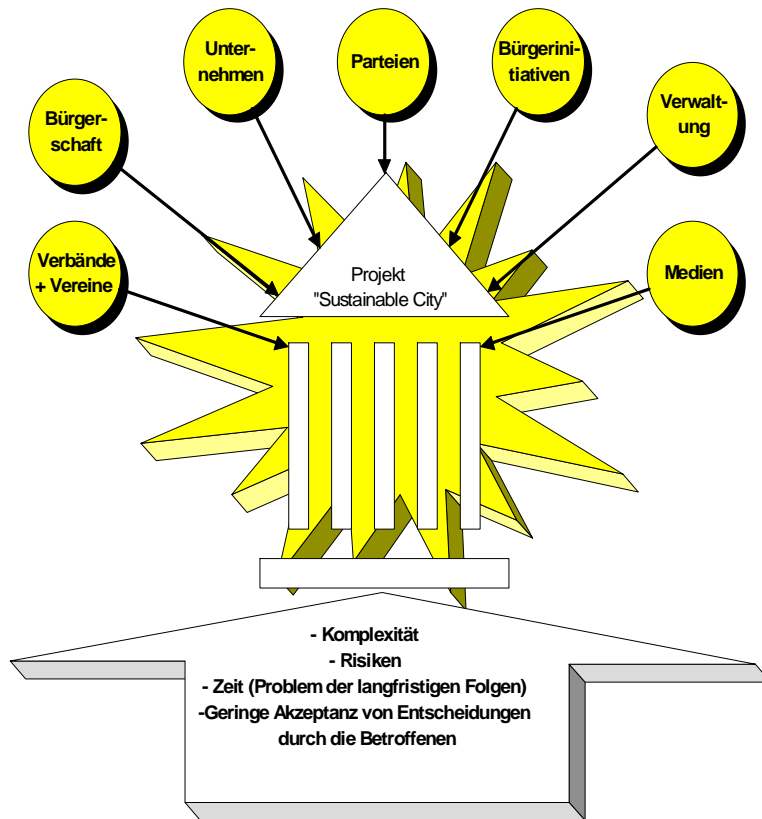 Unter-
nehmen
Parteien
Bürgerini-
tiativen
Bürger-
schaft
Verwalt-
ung
Verbände
+ Vereine
Medien
Projekt
"Sustainable City"
- Komplexität
- Risiken
- Zeit (Problem der langfristigen Folgen)
-Geringe Akzeptanz von Entscheidungen
durch die Betroffenen